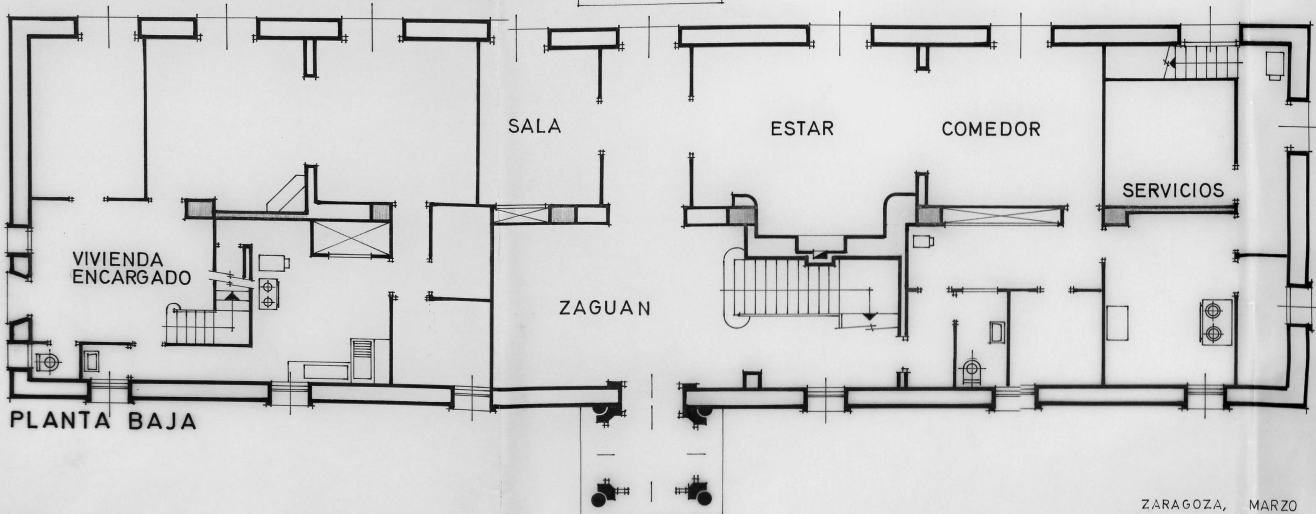 SALA
ESTAR
COMEDOR
SERVICIOS
VIVIENDA
ENCARGADO
ZAGUAN
PLANTA BAJA
ZARAGOZA, MARZO